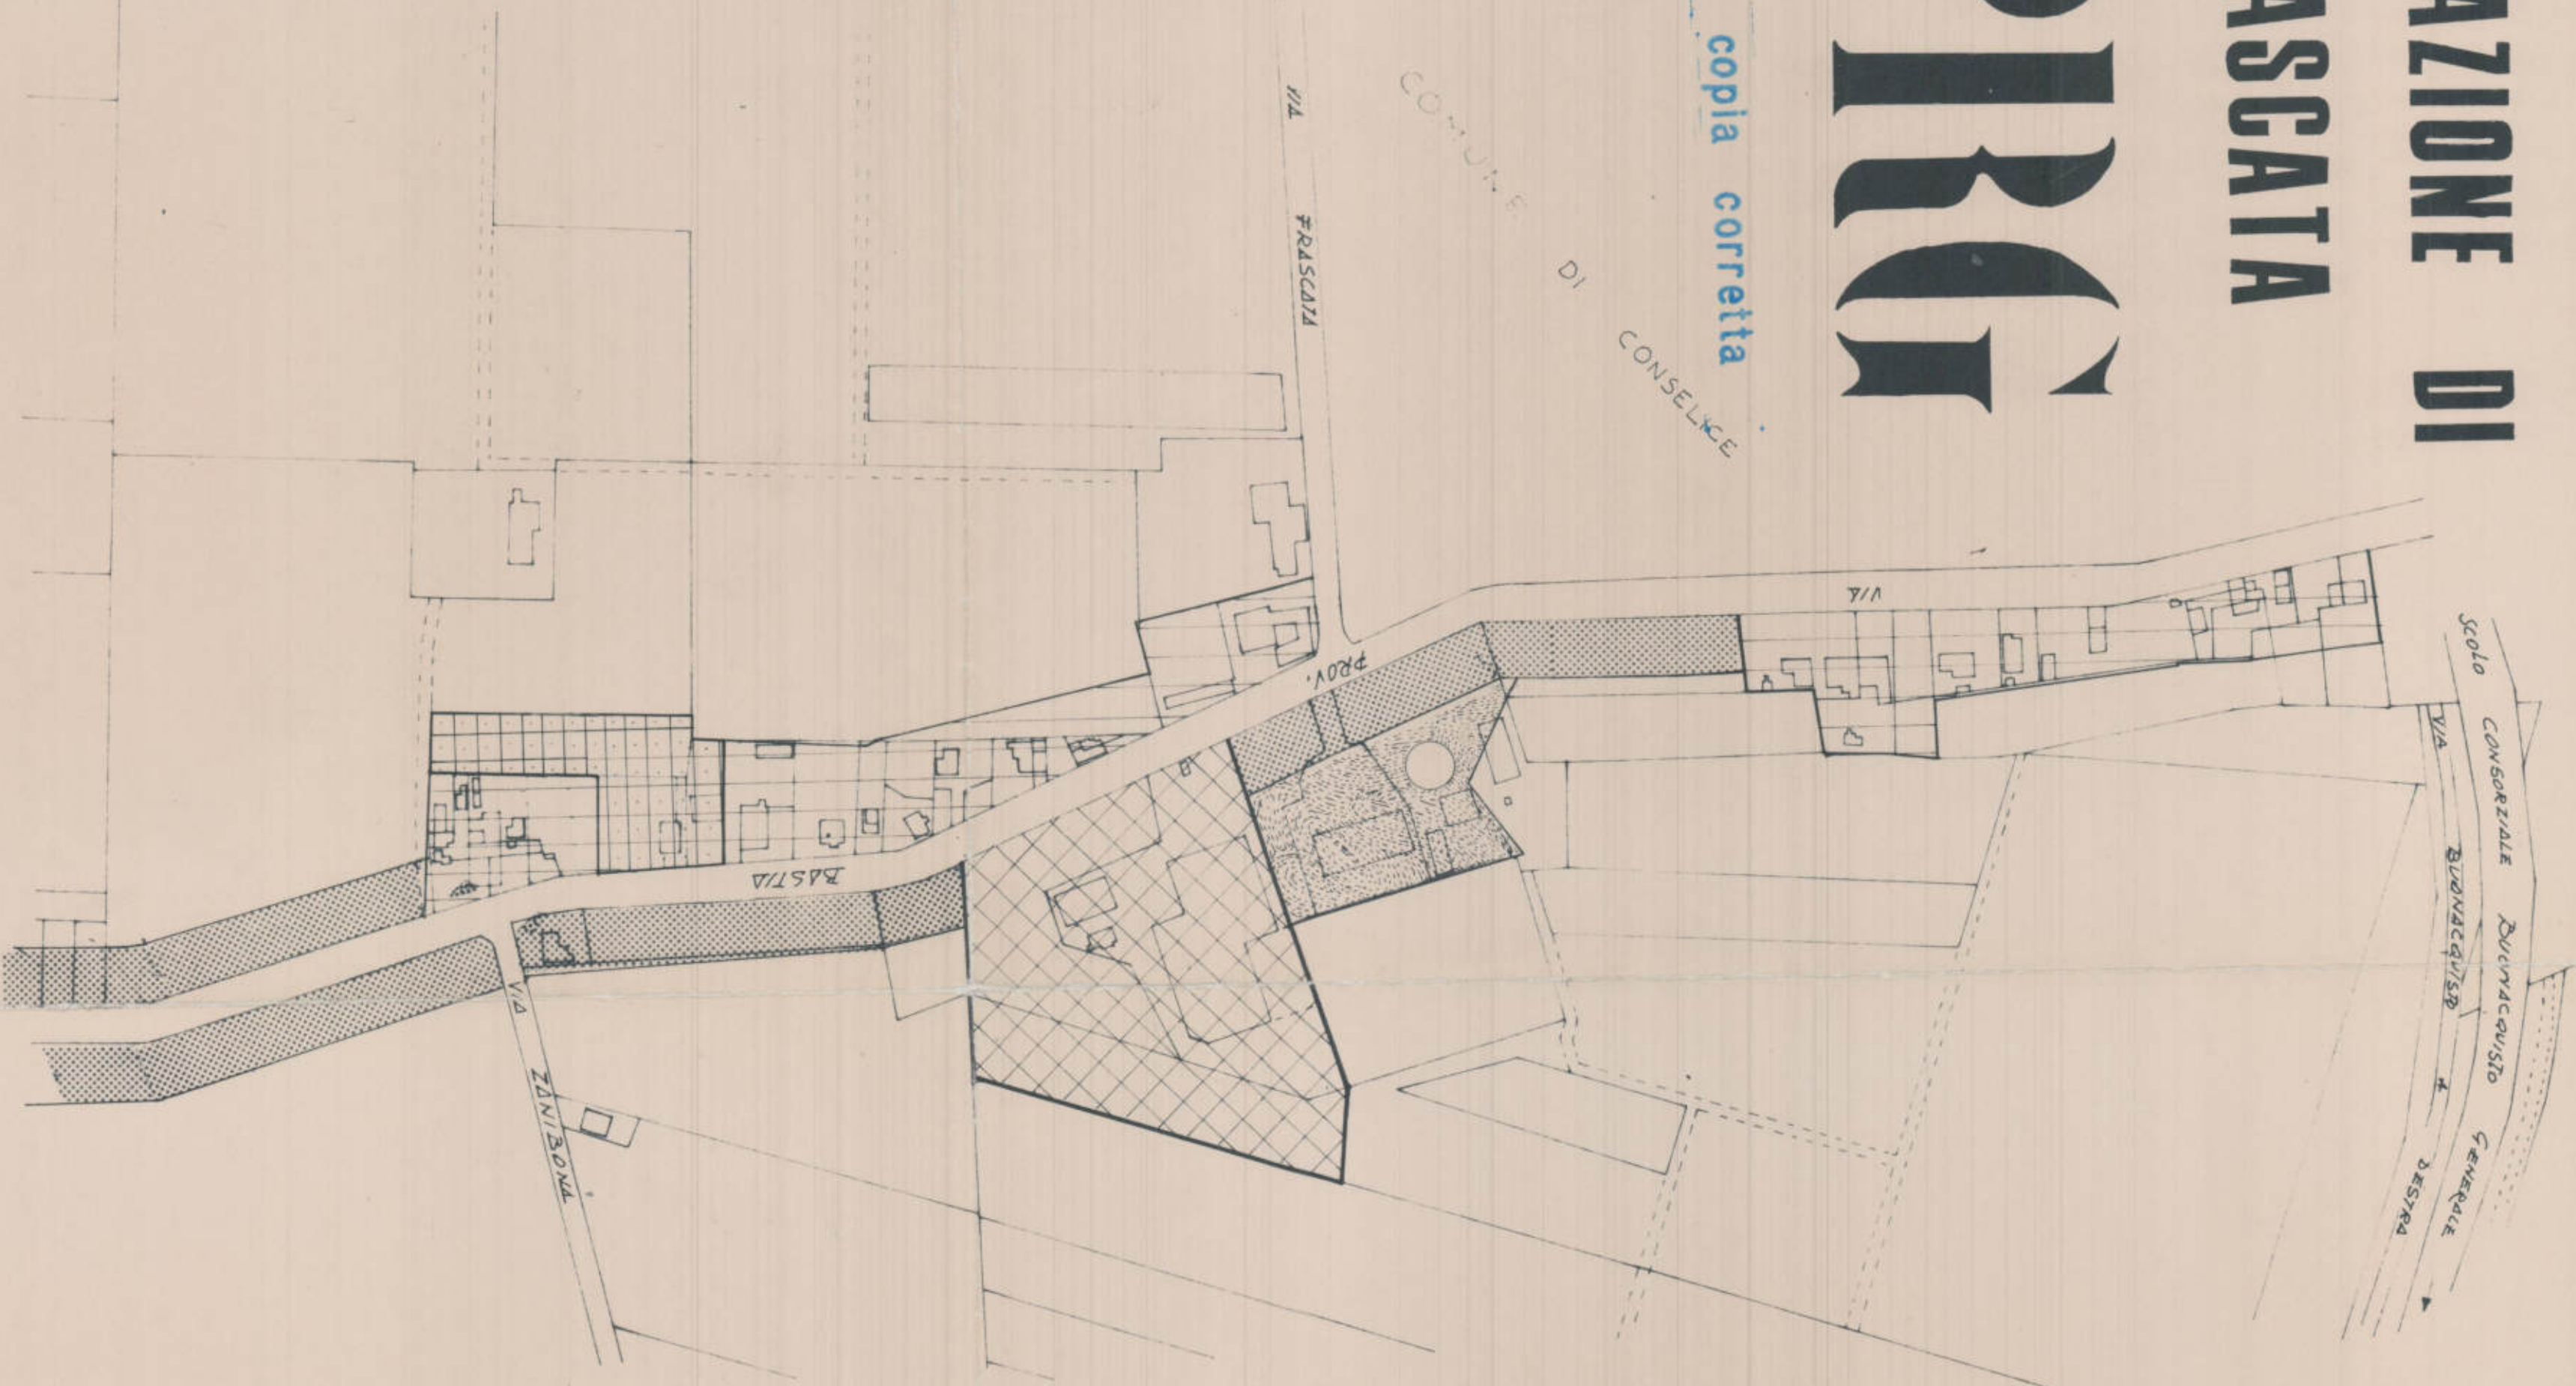 AZIONE DI
ASCATA
PRG
copia corretta
COMUNE DI CONSELICE
VIA FRASCATA
VIA
PROV.
BASTIA
VIA ZANIBONA
SCOLO CONSORZIALE BUONACQUISTO GENERALE
VIA BUONACQUISTO DESTRA